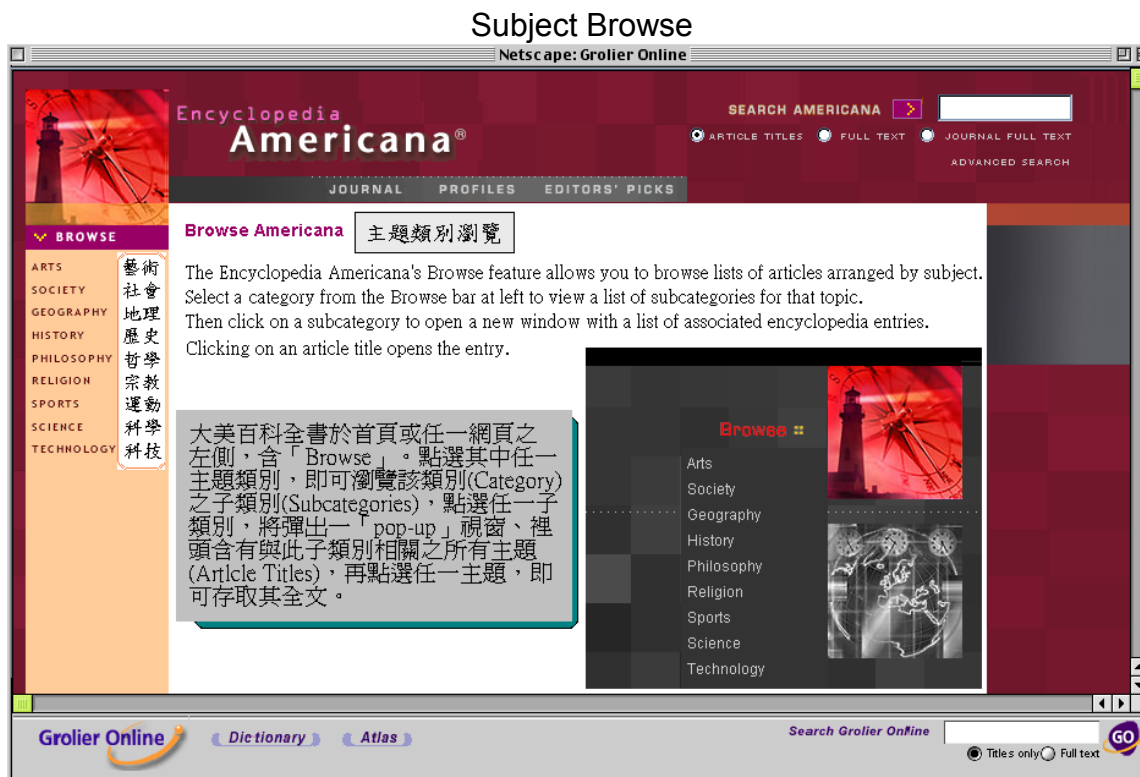 Subject Browse
Netscape: Grolier Online
Encyclopedia
Americana®
SEARCH AMERICANA
ARTICLE TITLES FULL TEXT JOURNAL FULL TEXT
ADVANCED SEARCH
JOURNAL PROFILES EDITORS' PICKS
BROWSE
ARTS 藝術
SOCIETY 社會
GEOGRAPHY 地理
HISTORY 歷史
PHILOSOPHY 哲學
RELIGION 宗教
SPORTS 運動
SCIENCE 科學
TECHNOLOGY 科技
Browse Americana 主題類別瀏覽
The Encyclopedia Americana's Browse feature allows you to browse lists of articles arranged by subject.
Select a category from the Browse bar at left to view a list of subcategories for that topic.
Then click on a subcategory to open a new window with a list of associated encyclopedia entries.
Clicking on an article title opens the entry.
大美百科全書於首頁或任一網頁之
左側，含「Browse」。點選其中任一
主題類別，即可瀏覽該類別(Category)
之子類別(Subcategories)，點選任一子
類別，將彈出一「pop-up」視窗、裡
頭含有與此子類別相關之所有主題
(Artlcle Titles)，再點選任一主題，即
可存取其全文。
Browse
Arts
Society
Geography
History
Philosophy
Religion
Sports
Science
Technology
Grolier Online
Dictionary Atlas
Search Grolier Online
GO
Titles only Full text